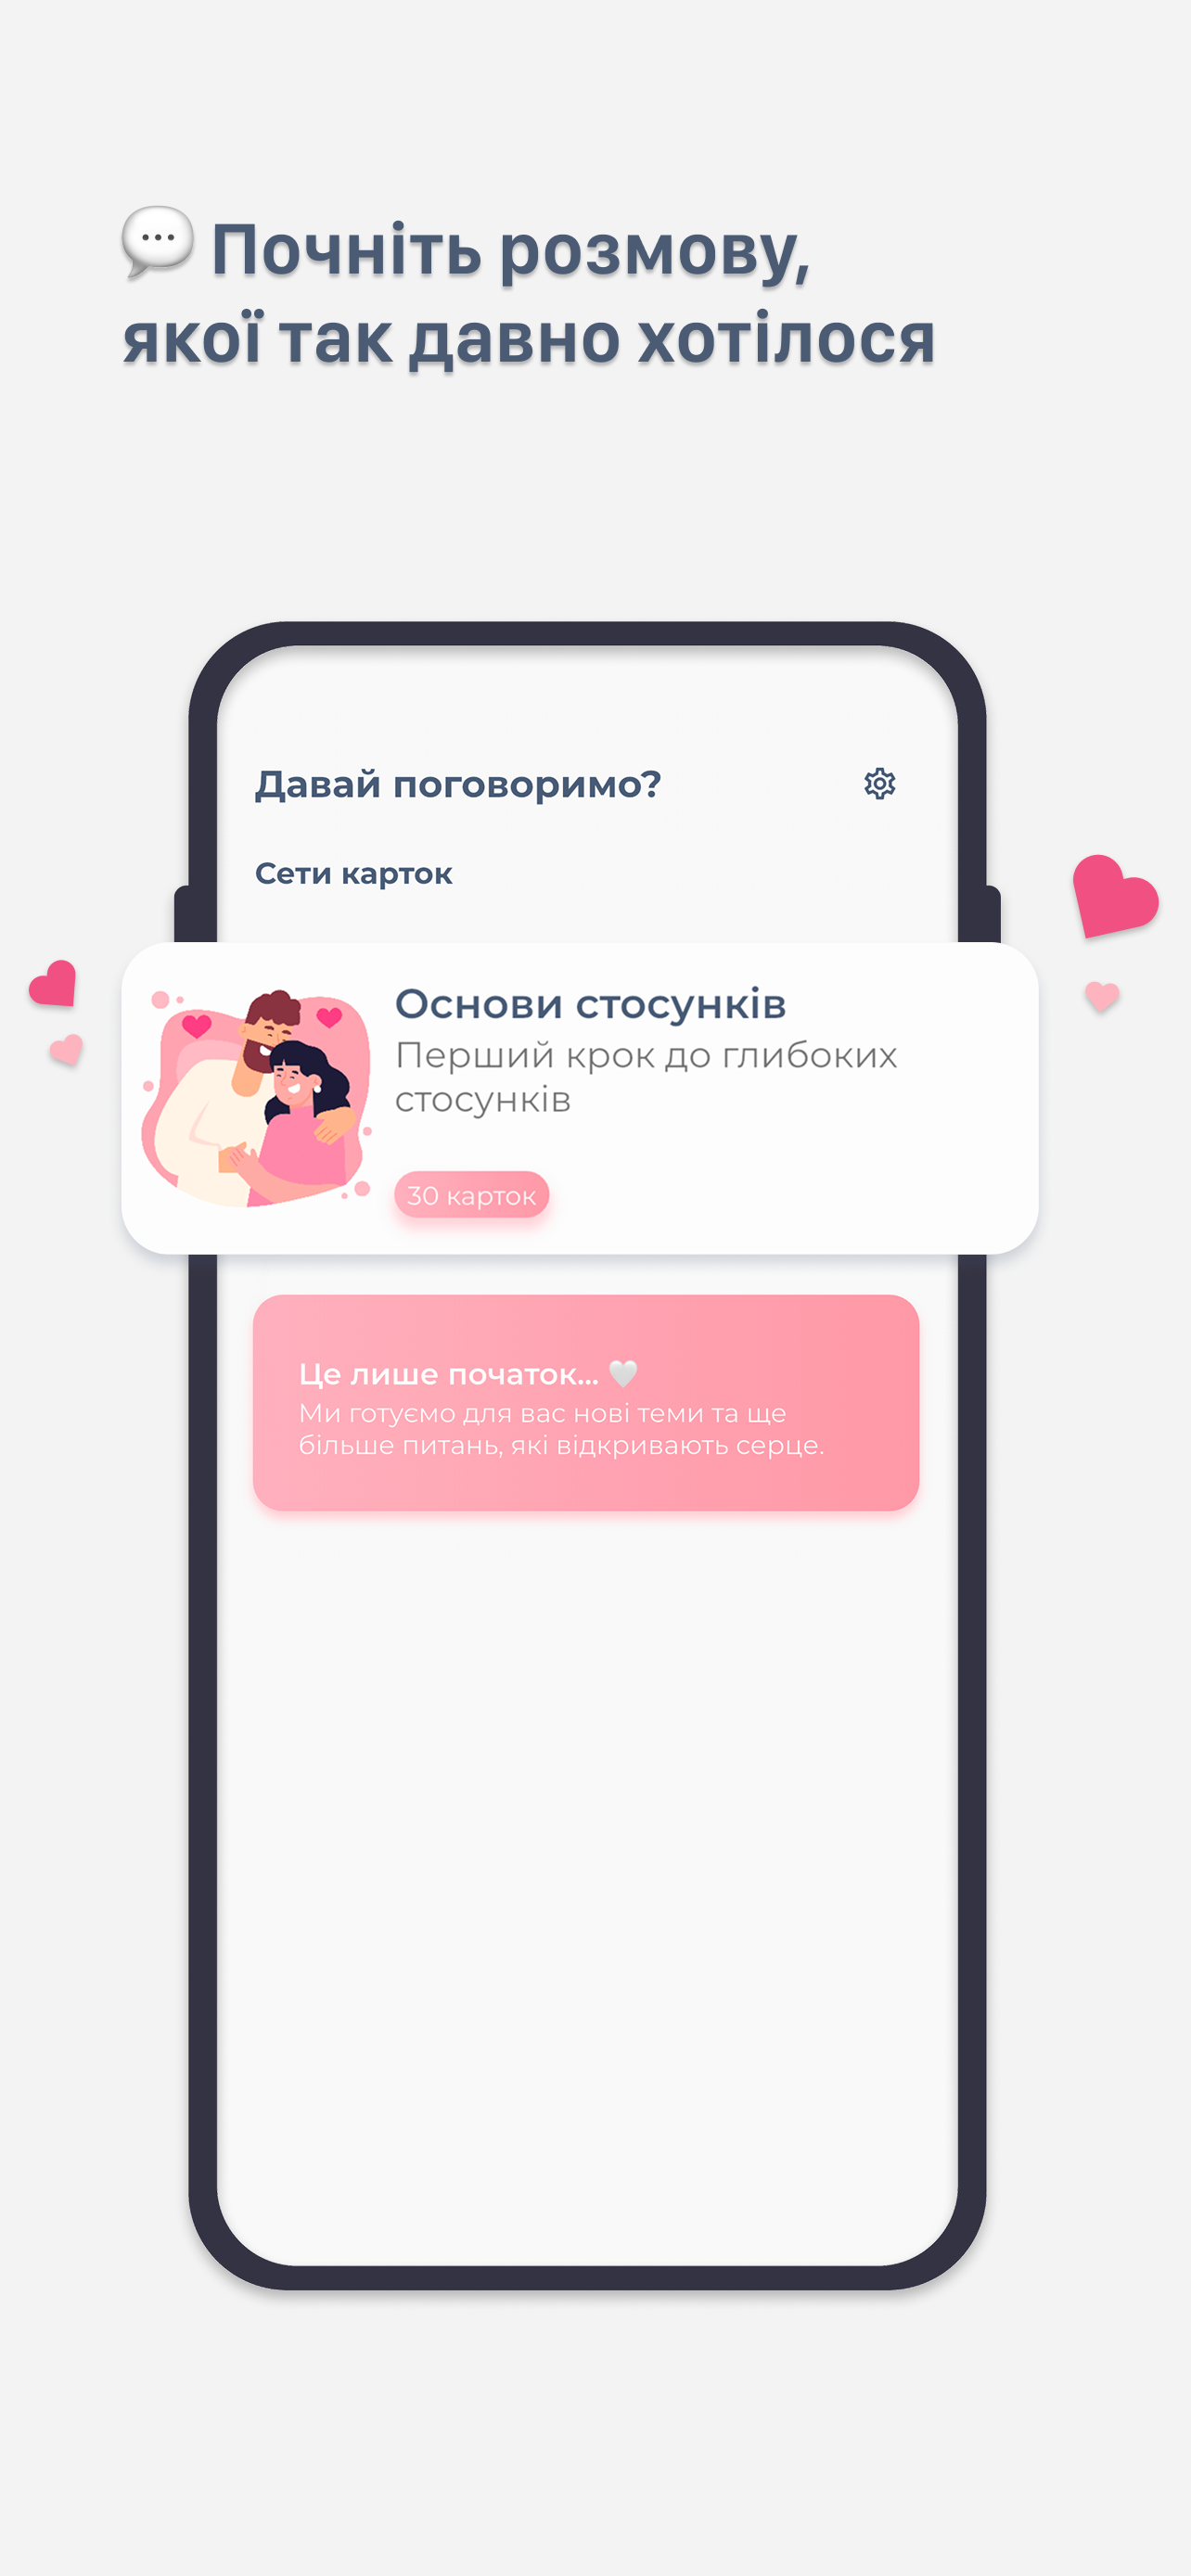 💬 Почніть розмову,
якої так давно хотілося
Давай поговоримо?
Сети карток
Основи стосунків
Перший крок до глибоких
стосунків
30 карток
Це лише початок... 🤍
Ми готуємо для вас нові теми та ще
більше питань, які відкривають серце.